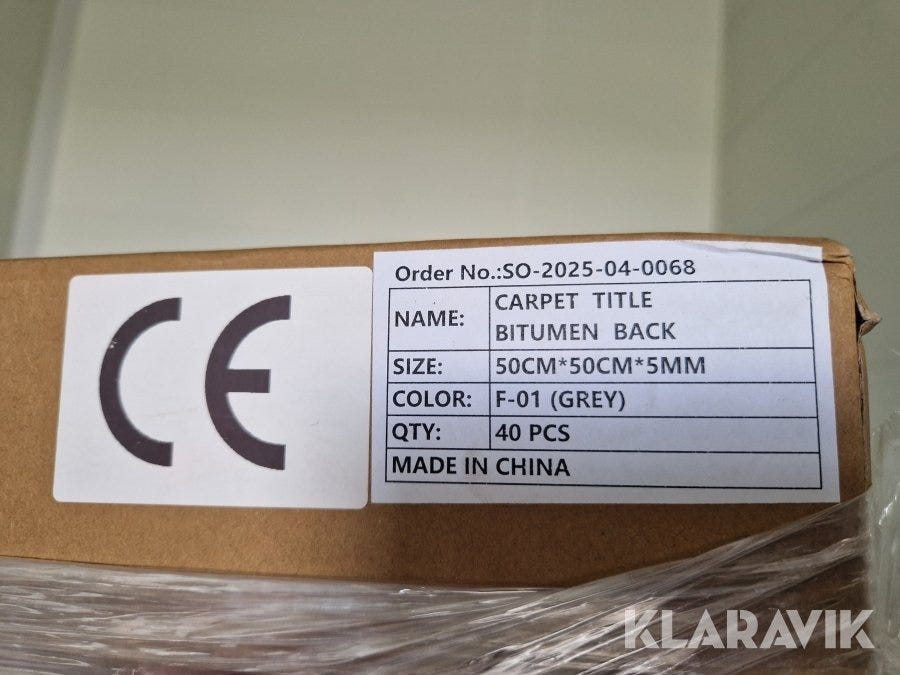 CE
Order No.:SO-2025-04-0068
NAME: CARPET TITLE
BITUMEN BACK
SIZE: 50CM*50CM*5MM
COLOR: F-01 (GREY)
QTY: 40 PCS
MADE IN CHINA
KLARAVIK